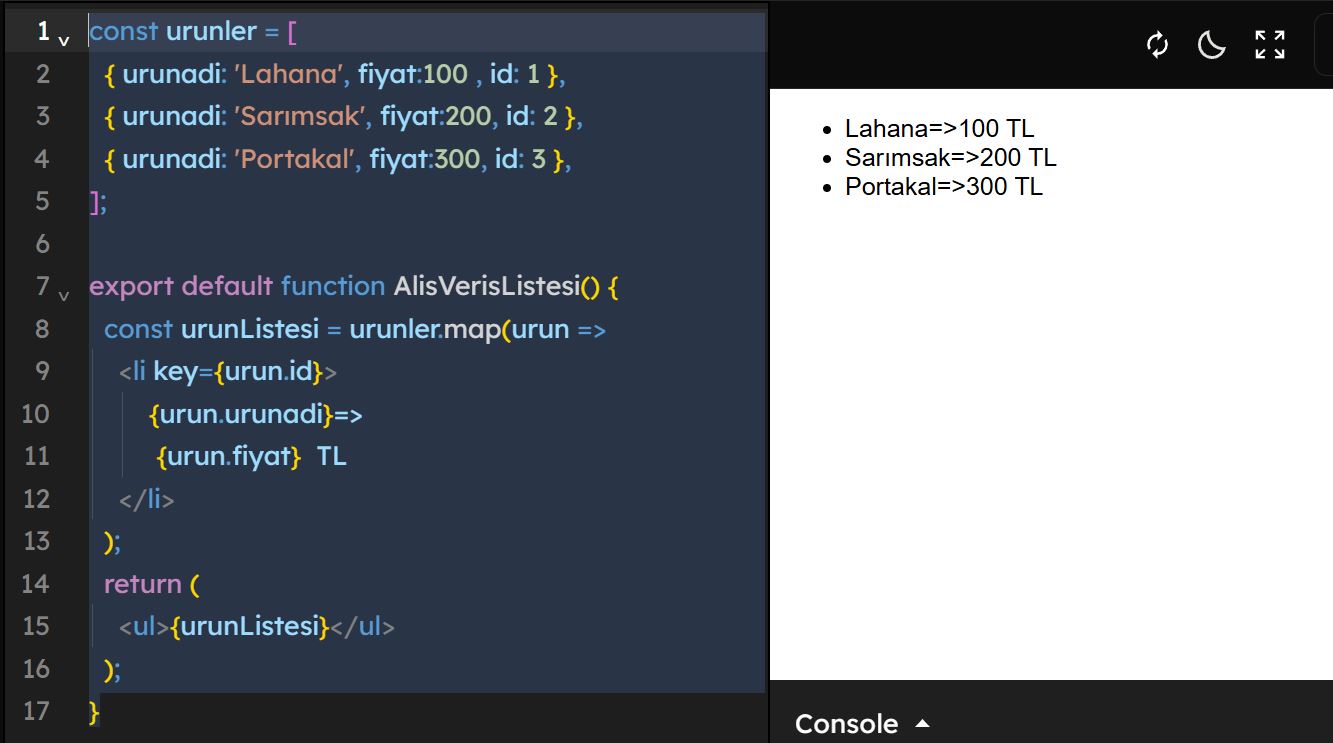 1 const urunler = [
2 { urunadi: 'Lahana', fiyat:100 , id: 1 },
3 { urunadi: 'Sarımsak', fiyat:200, id: 2 },
4 { urunadi: 'Portakal', fiyat:300, id: 3 },
5 ];
6
7 export default function AlisVerisListesi() {
8 const urunListesi = urunler.map(urun =>
9 <li key={urun.id}>
10 {urun.urunadi}=>
11 {urun.fiyat}  TL
12 </li>
13 );
14 return (
15 <ul>{urunListesi}</ul>
16 );
17 }
Lahana=>100 TL
Sarımsak=>200 TL
Portakal=>300 TL
Console